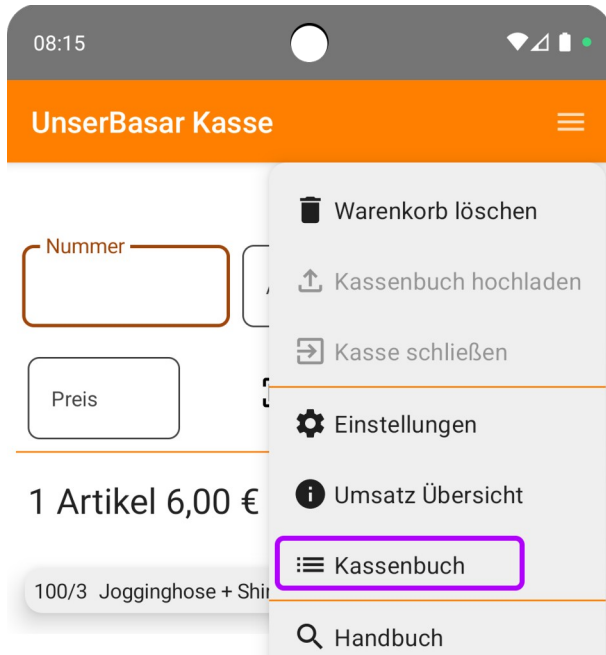 08:15
UnserBasar Kasse
Warenkorb löschen
Nummer
Kassenbuch hochladen
Kasse schließen
Preis
Einstellungen
1 Artikel 6,00 €
Umsatz Übersicht
Kassenbuch
100/3 Jogginghose +
Handbuch